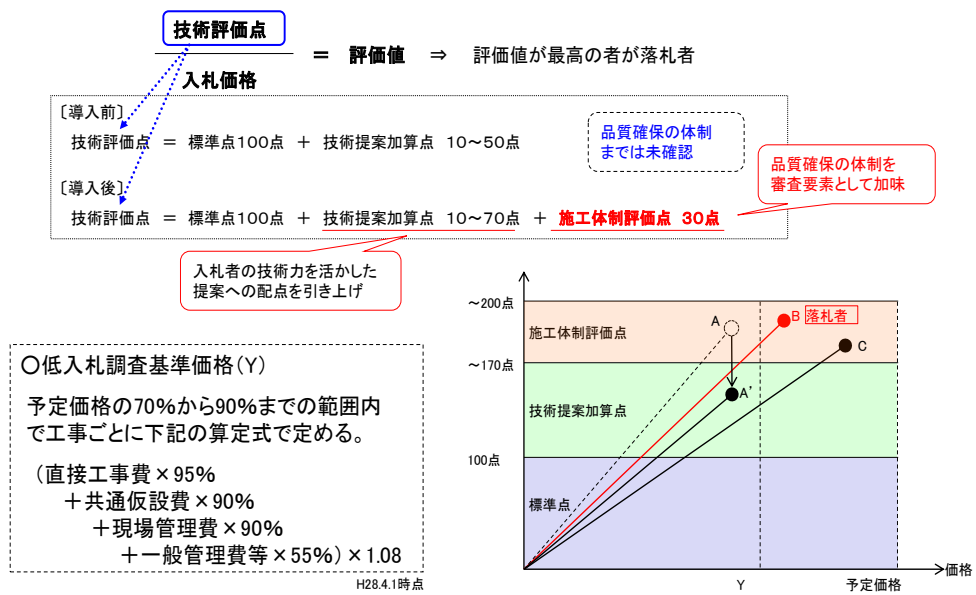 技術評価点
＝ 評価値 ⇒ 評価値が最高の者が落札者
入札価格
〔導入前〕
技術評価点 ＝ 標準点100点 ＋ 技術提案加算点 10～50点
品質確保の体制
までは未確認
品質確保の体制を
審査要素として加味
〔導入後〕
技術評価点 ＝ 標準点100点 ＋ 技術提案加算点 10～70点 ＋ 施工体制評価点 30点
入札者の技術力を活かした
提案への配点を引き上げ
～200点
施工体制評価点
A
B 落札者
C
～170点
技術提案加算点
A'
100点
標準点
Y
予定価格
価格
〇低入札調査基準価格(Y)
予定価格の70%から90%までの範囲内
で工事ごとに下記の算定式で定める。
(直接工事費×95%
＋共通仮設費×90%
＋現場管理費×90%
＋一般管理費等×55%)×1.08
H28.4.1時点